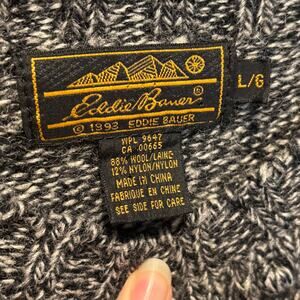 Eddie Bauer®
© 1993 EDDIE BAUER
L/G
WPL 9647
CA 00665
88% WOOL/LAINE
12% NYLON/NYLON
MADE IN CHINA
FABRIQUE EN CHINE
SEE SIDE FOR CARE